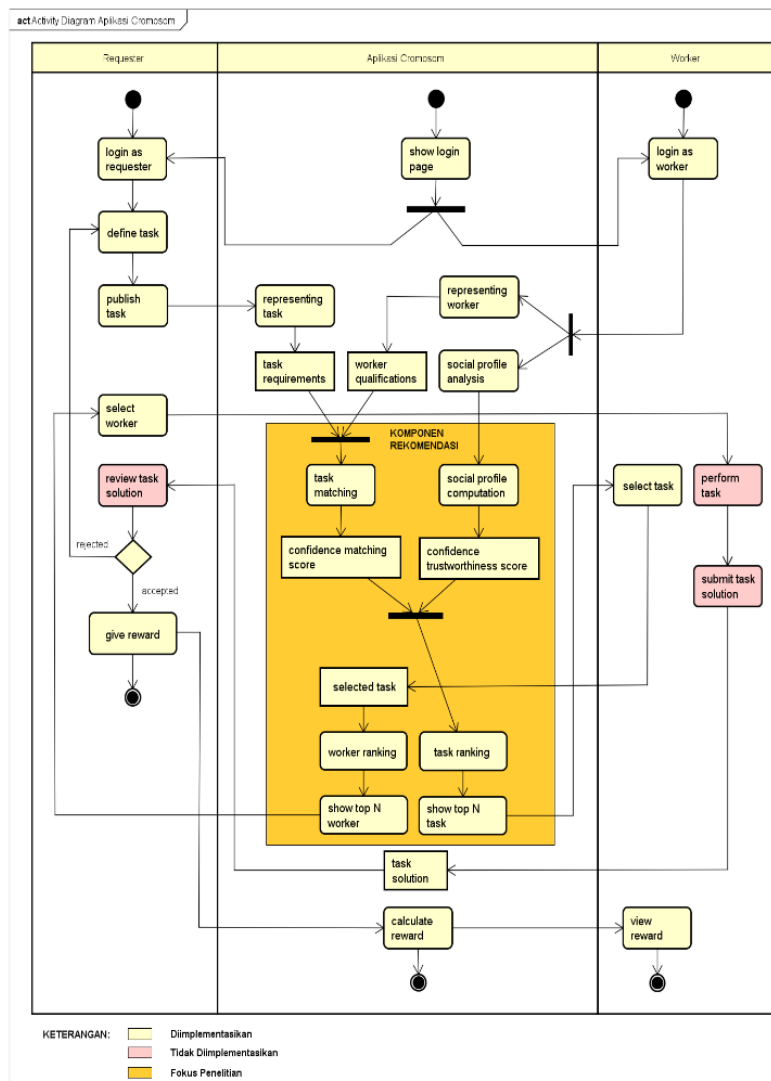 act Activity Diagram Aplikasi Cromosom
Requester
Aplikasi Cromosom
Worker
login as
requester
show login
page
login as
worker
define task
publish
task
representing
task
representing
worker
task
requirements
worker
qualifications
social profile
analysis
select
worker
KOMPONEN
REKOMENDASI
review task
solution
task
matching
social profile
computation
select task
perform
task
rejected
confidence matching
score
confidence
trustworthiness score
submit task
solution
accepted
give reward
selected task
worker ranking
task ranking
show top N
worker
show top N
task
task
solution
calculate
reward
view
reward
KETERANGAN:
Diimplementasikan
Tidak Diimplementasikan
Fokus Penelitian